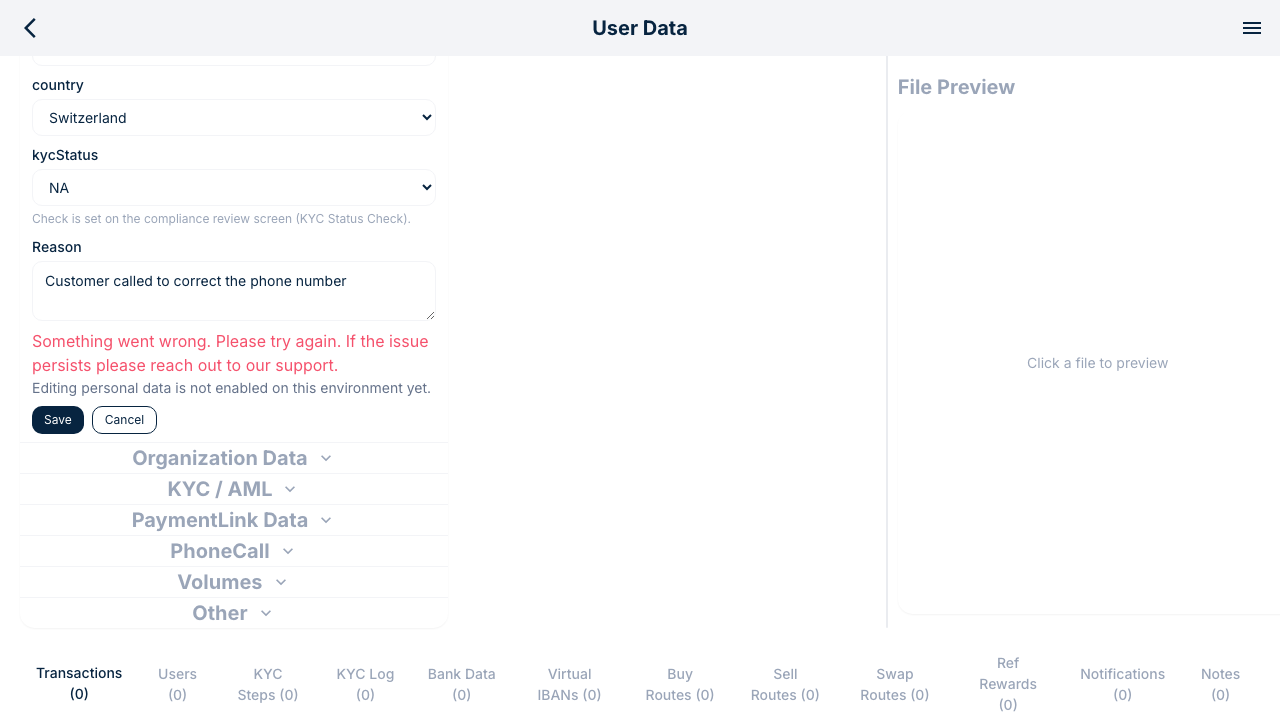 User Data
country
Switzerland
kycStatus
NA
Check is set on the compliance review screen (KYC Status Check).
Reason
Customer called to correct the phone number
Something went wrong. Please try again. If the issue
persists please reach out to our support.
Editing personal data is not enabled on this environment yet.
Save
Cancel
Organization Data
KYC / AML
PaymentLink Data
PhoneCall
Volumes
Other
File Preview
Click a file to preview
Transactions
(0)
Users
(0)
KYC
Steps (0)
KYC Log
(0)
Bank Data
(0)
Virtual
IBANs (0)
Buy
Routes (0)
Sell
Routes (0)
Swap
Routes (0)
Ref
Rewards
(0)
Notifications
(0)
Notes
(0)